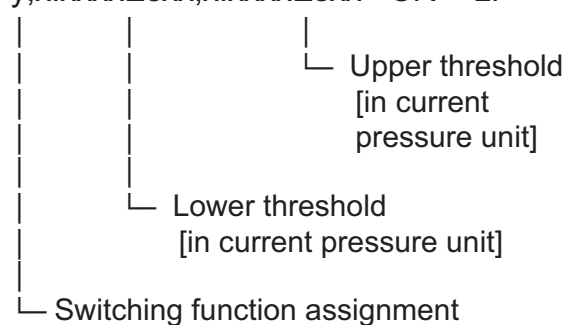 Upper threshold
[in current
pressure unit]
Lower threshold
[in current pressure unit]
Switching function assignment